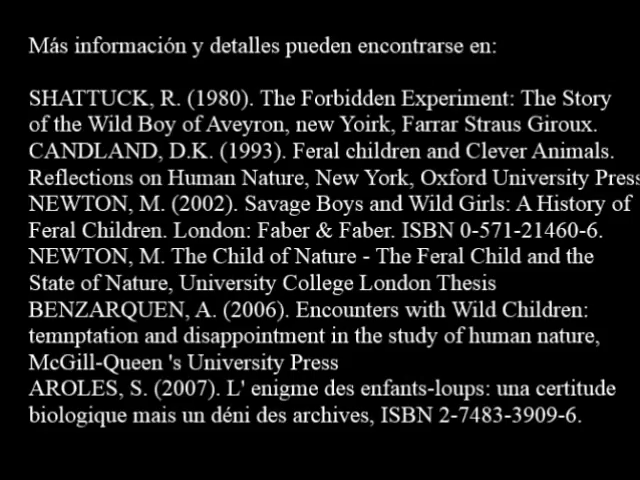 Más información y detalles pueden encontrarse en:
SHATTUCK, R. (1980). The Forbidden Experiment: The Story
of the Wild Boy of Aveyron, new Yoirk, Farrar Straus Giroux.
CANDLAND, D.K. (1993). Feral children and Clever Animals.
Reflections on Human Nature, New York, Oxford University Press
NEWTON, M. (2002). Savage Boys and Wild Girls: A History of
Feral Children. London: Faber & Faber. ISBN 0-571-21460-6.
NEWTON, M. The Child of Nature - The Feral Child and the
State of Nature, University College London Thesis
BENZARQUEN, A. (2006). Encounters with Wild Children:
temnptation and disappointment in the study of human nature,
McGill-Queen 's University Press
AROLES, S. (2007). L' enigme des enfants-loups: una certitude
biologique mais un déni des archives, ISBN 2-7483-3909-6.